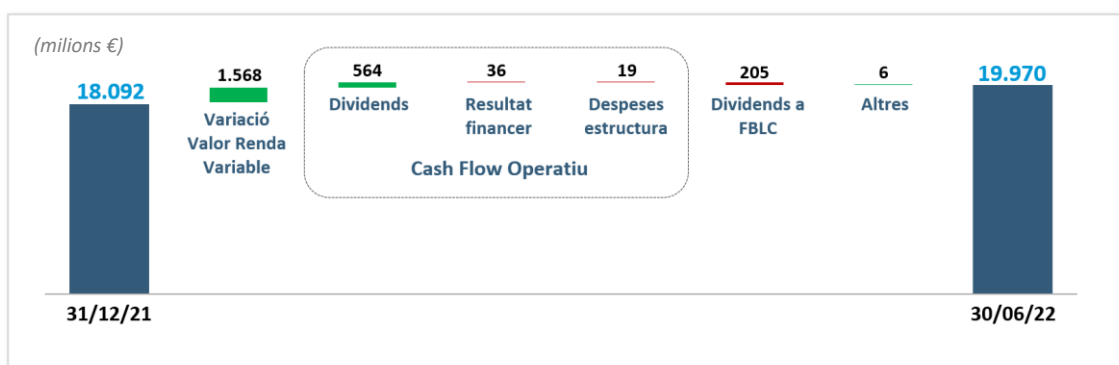 (milions €)
18.092
1.568
Variació
Valor Renda
Variable
564
Dividends
36
Resultat
financer
19
Despeses
estructura
Cash Flow Operatiu
205
Dividends a
FBLC
6
Altres
19.970
31/12/21
30/06/22